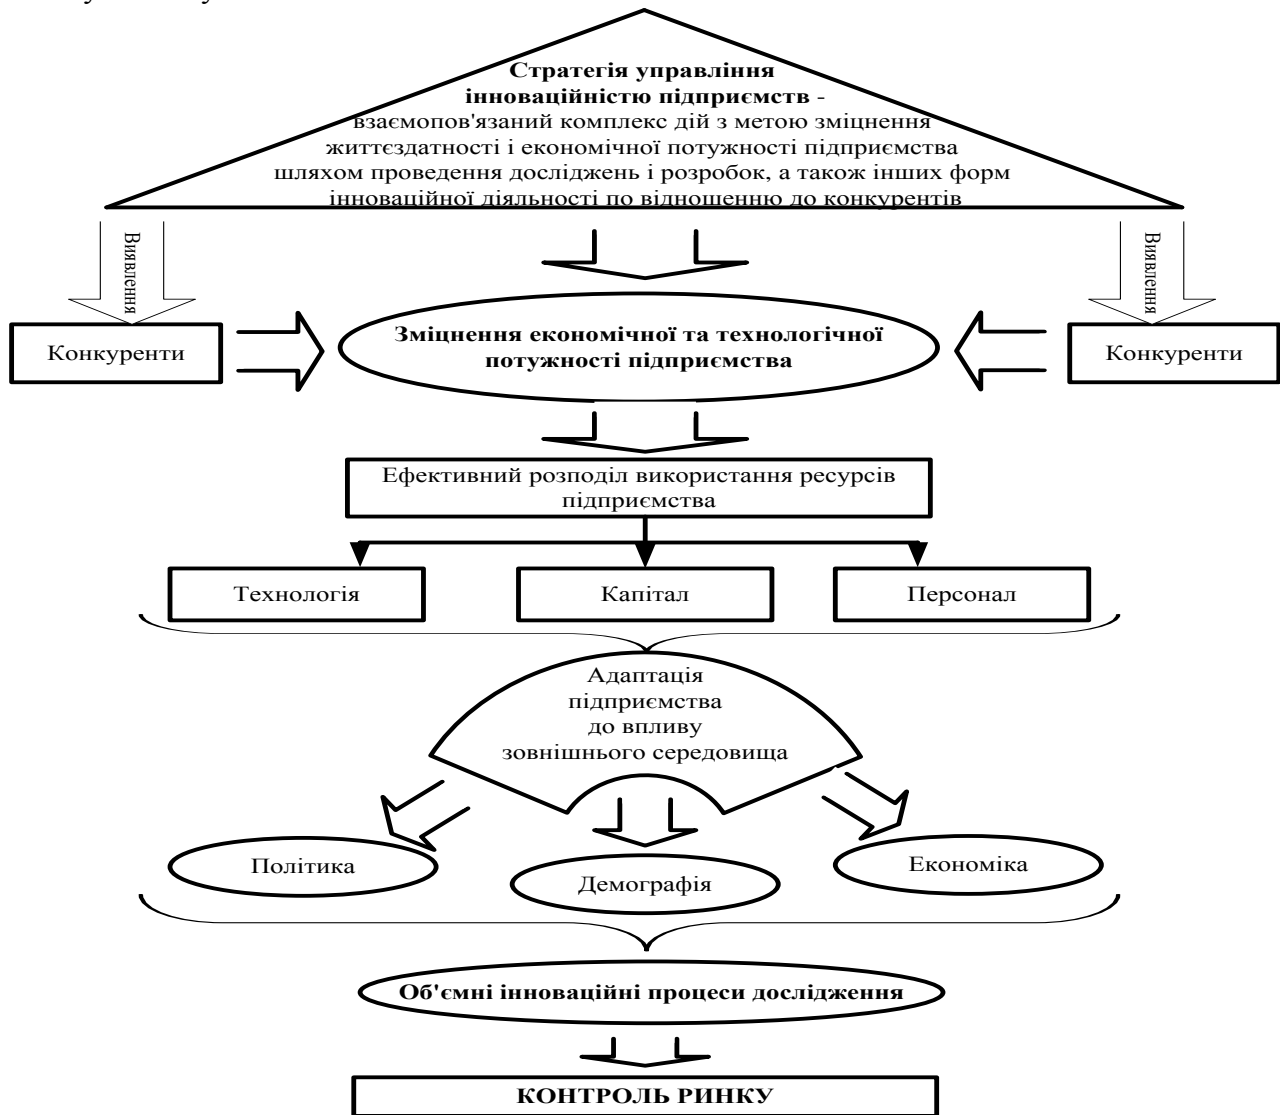 Стратегія управління
інноваційністю підприємств -
взаємопов'язаний комплекс дій з метою зміцнення
життєздатності і економічної потужності підприємства
шляхом проведення досліджень і розробок, а також інших форм
інноваційної діяльності по відношенню до конкурентів
Виявлення
Виявлення
Конкуренти
Зміцнення економічної та технологічної
потужності підприємства
Конкуренти
Ефективний розподіл використання ресурсів
підприємства
Технологія
Капітал
Персонал
Адаптація
підприємства
до впливу
зовнішнього середовища
Політика
Демографія
Економіка
Об'ємні інноваційні процеси дослідження
КОНТРОЛЬ РИНКУ